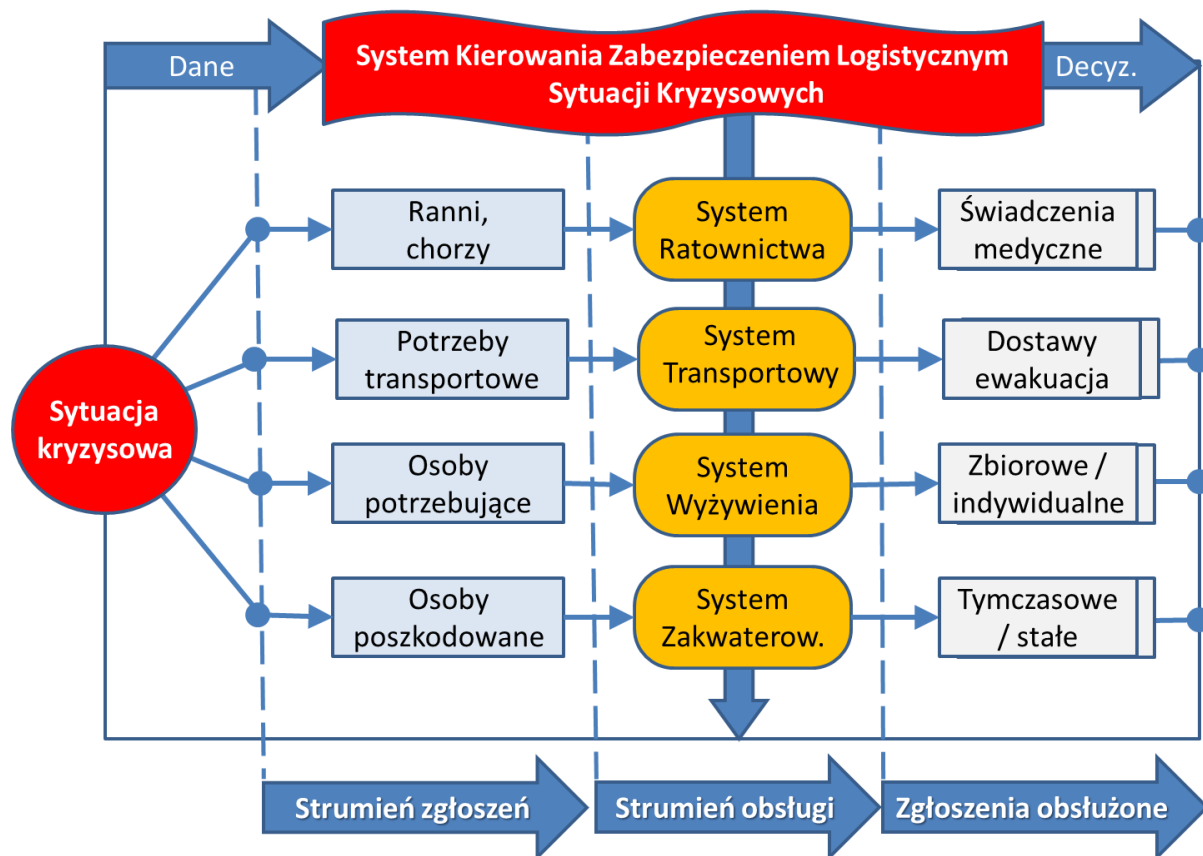 Dane
System Kierowania Zabezpieczeniem Logistycznym
Sytuacji Kryzysowych
Decyz.
Sytuacja
kryzysowa
Ranni,
chorzy
System
Ratownictwa
Świadczenia
medyczne
Potrzeby
transportowe
System
Transportowy
Dostawy
ewakuacja
Osoby
potrzebujące
System
Wyżywienia
Zbiorowe /
indywidualne
Osoby
poszkodowane
System
Zakwaterow.
Tymczasowe
/ stałe
Strumień zgłoszeń
Strumień obsługi
Zgłoszenia obsłużone